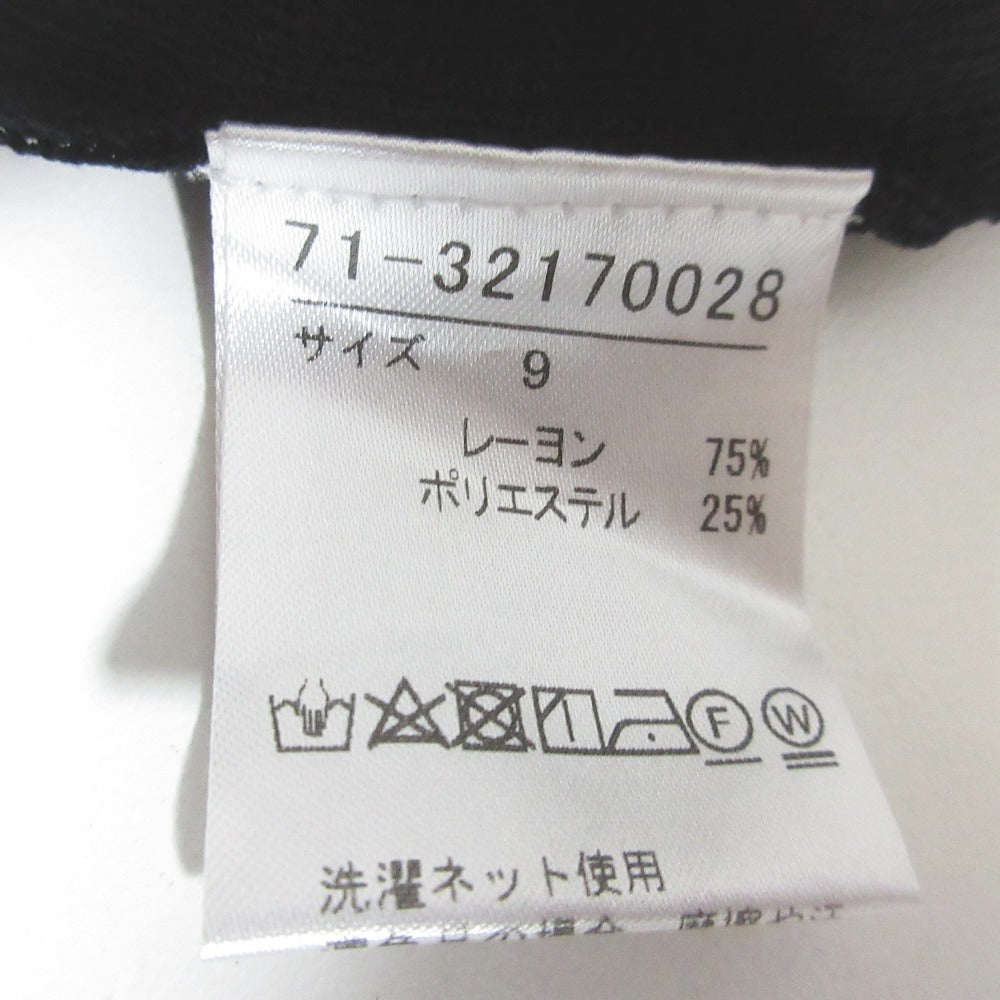 71-32170028
サイズ 9
レーヨン 75%
ポリエステル 25%
F W
洗濯ネット使用